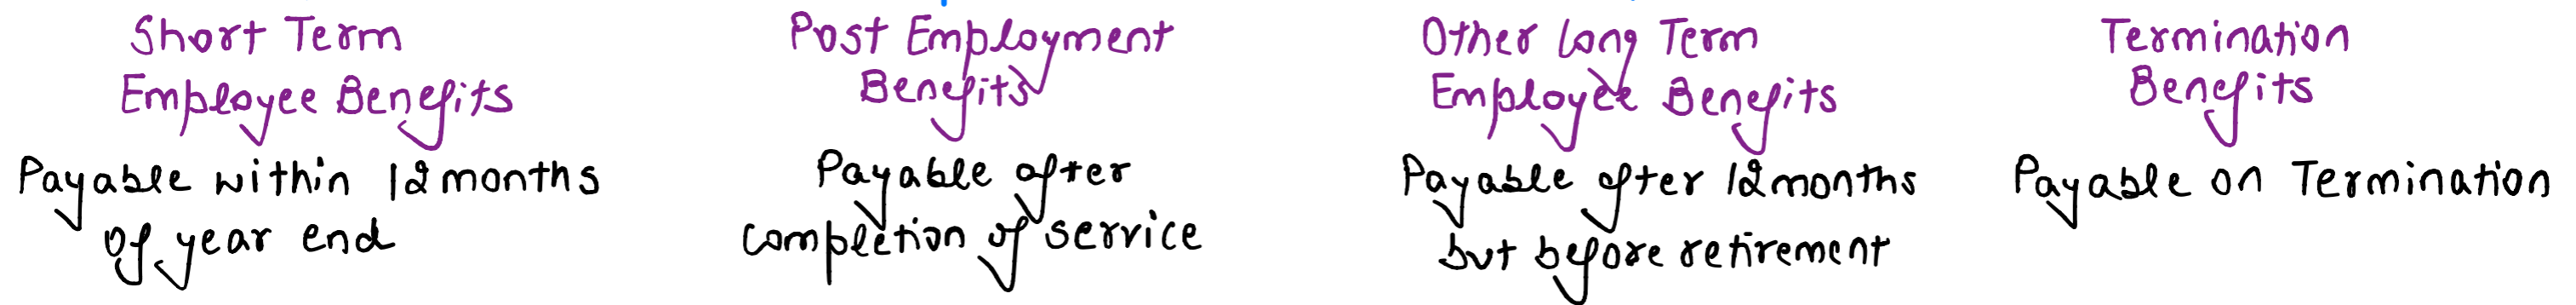 Short Term
Employee Benefits
Payable within 12 months
of year end
Post Employment
Benefits
Payable after
completion of service
Other long Term
Employee Benefits
Payable after 12 months
but before retirement
Termination
Benefits
Payable on Termination